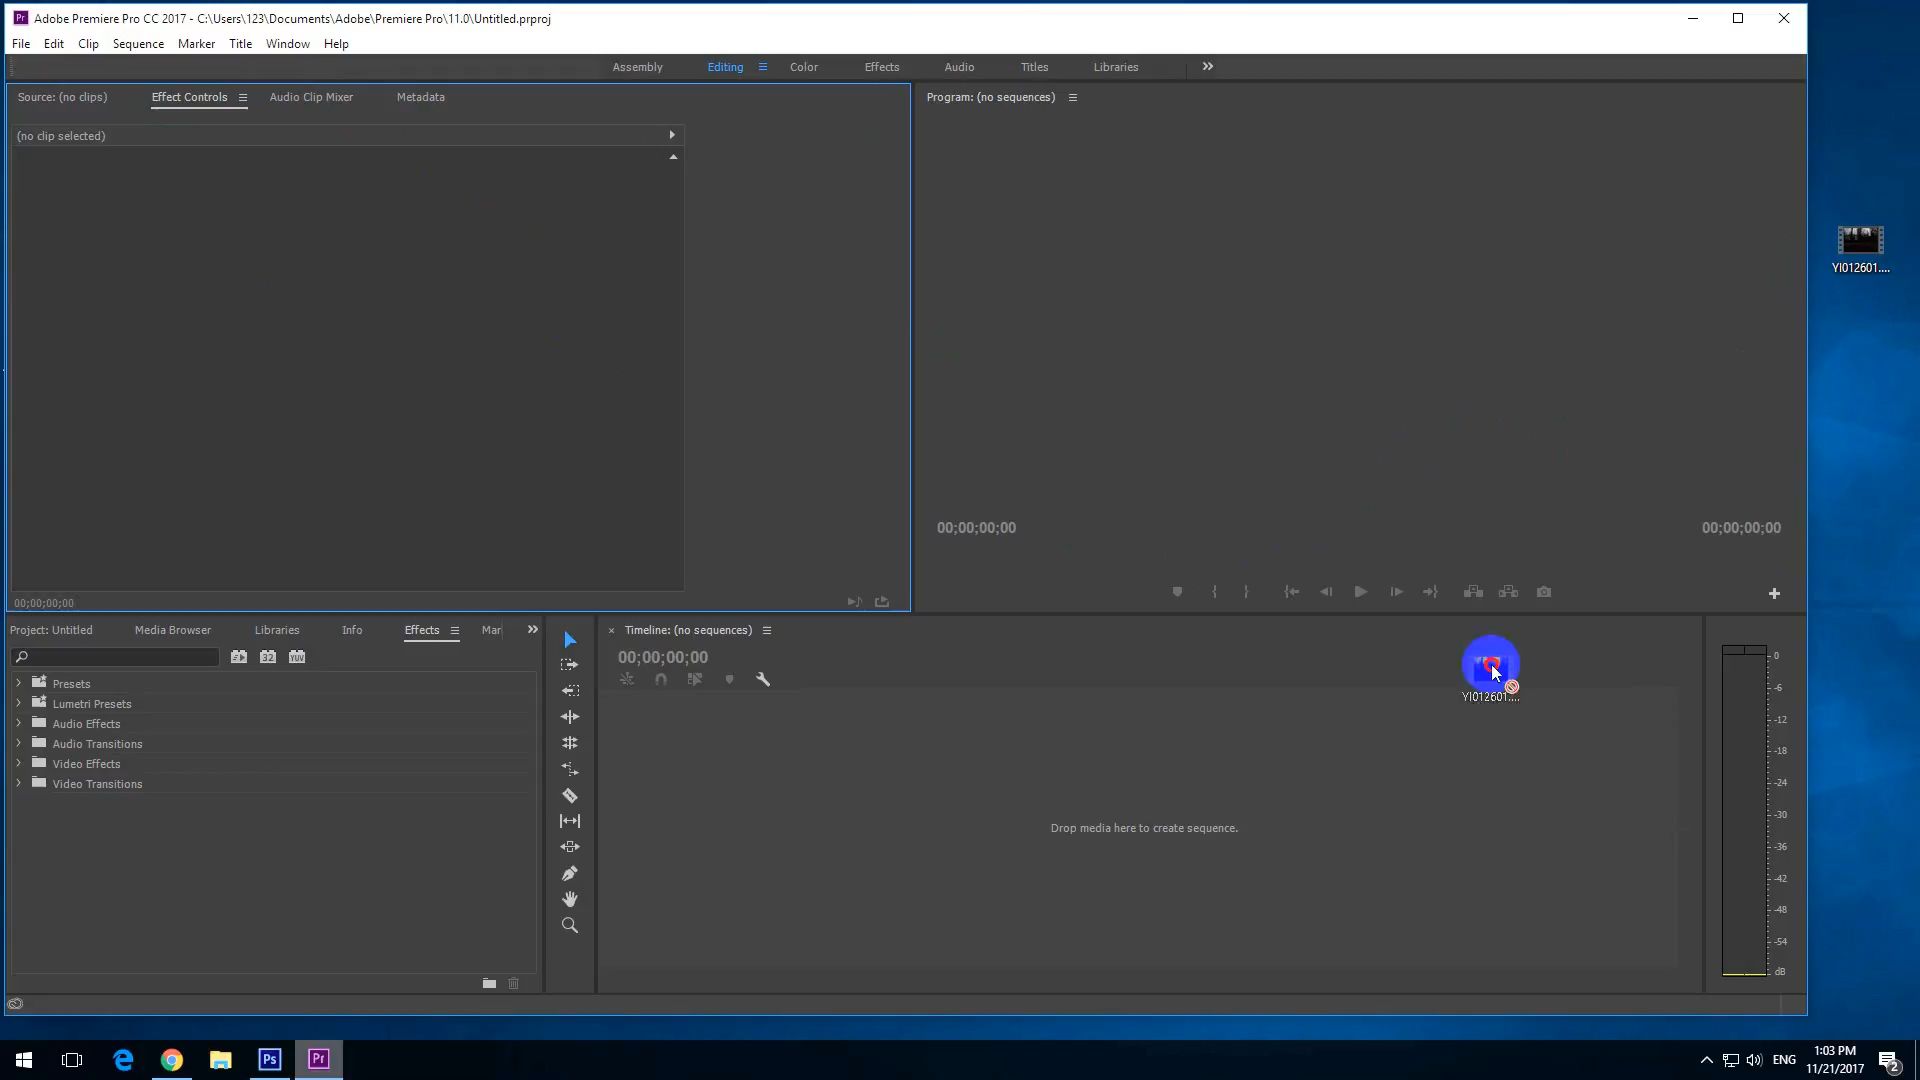 Adobe Premiere Pro CC 2017 - C:\Users\123\Documents\Adobe\Premiere Pro\11.0\Untitled.prproj
File Edit Clip Sequence Marker Title Window Help
Assembly Editing Color Effects Audio Titles Libraries
Source: (no clips) Effect Controls Audio Clip Mixer Metadata
Program: (no sequences)
(no clip selected)
YI012601....
00;00;00;00 00;00;00;00
00;00;00;00
Project: Untitled Media Browser Libraries Info Effects Mar
Timeline: (no sequences)
00;00;00;00
32 YUV
YI012601....
Presets
Lumetri Presets
Audio Effects
Audio Transitions
Video Effects
Video Transitions
Drop media here to create sequence.
0
-6
-12
-18
-24
-30
-36
-42
-48
-54
dB
Ps Pr
ENG
1:03 PM
11/21/2017
2